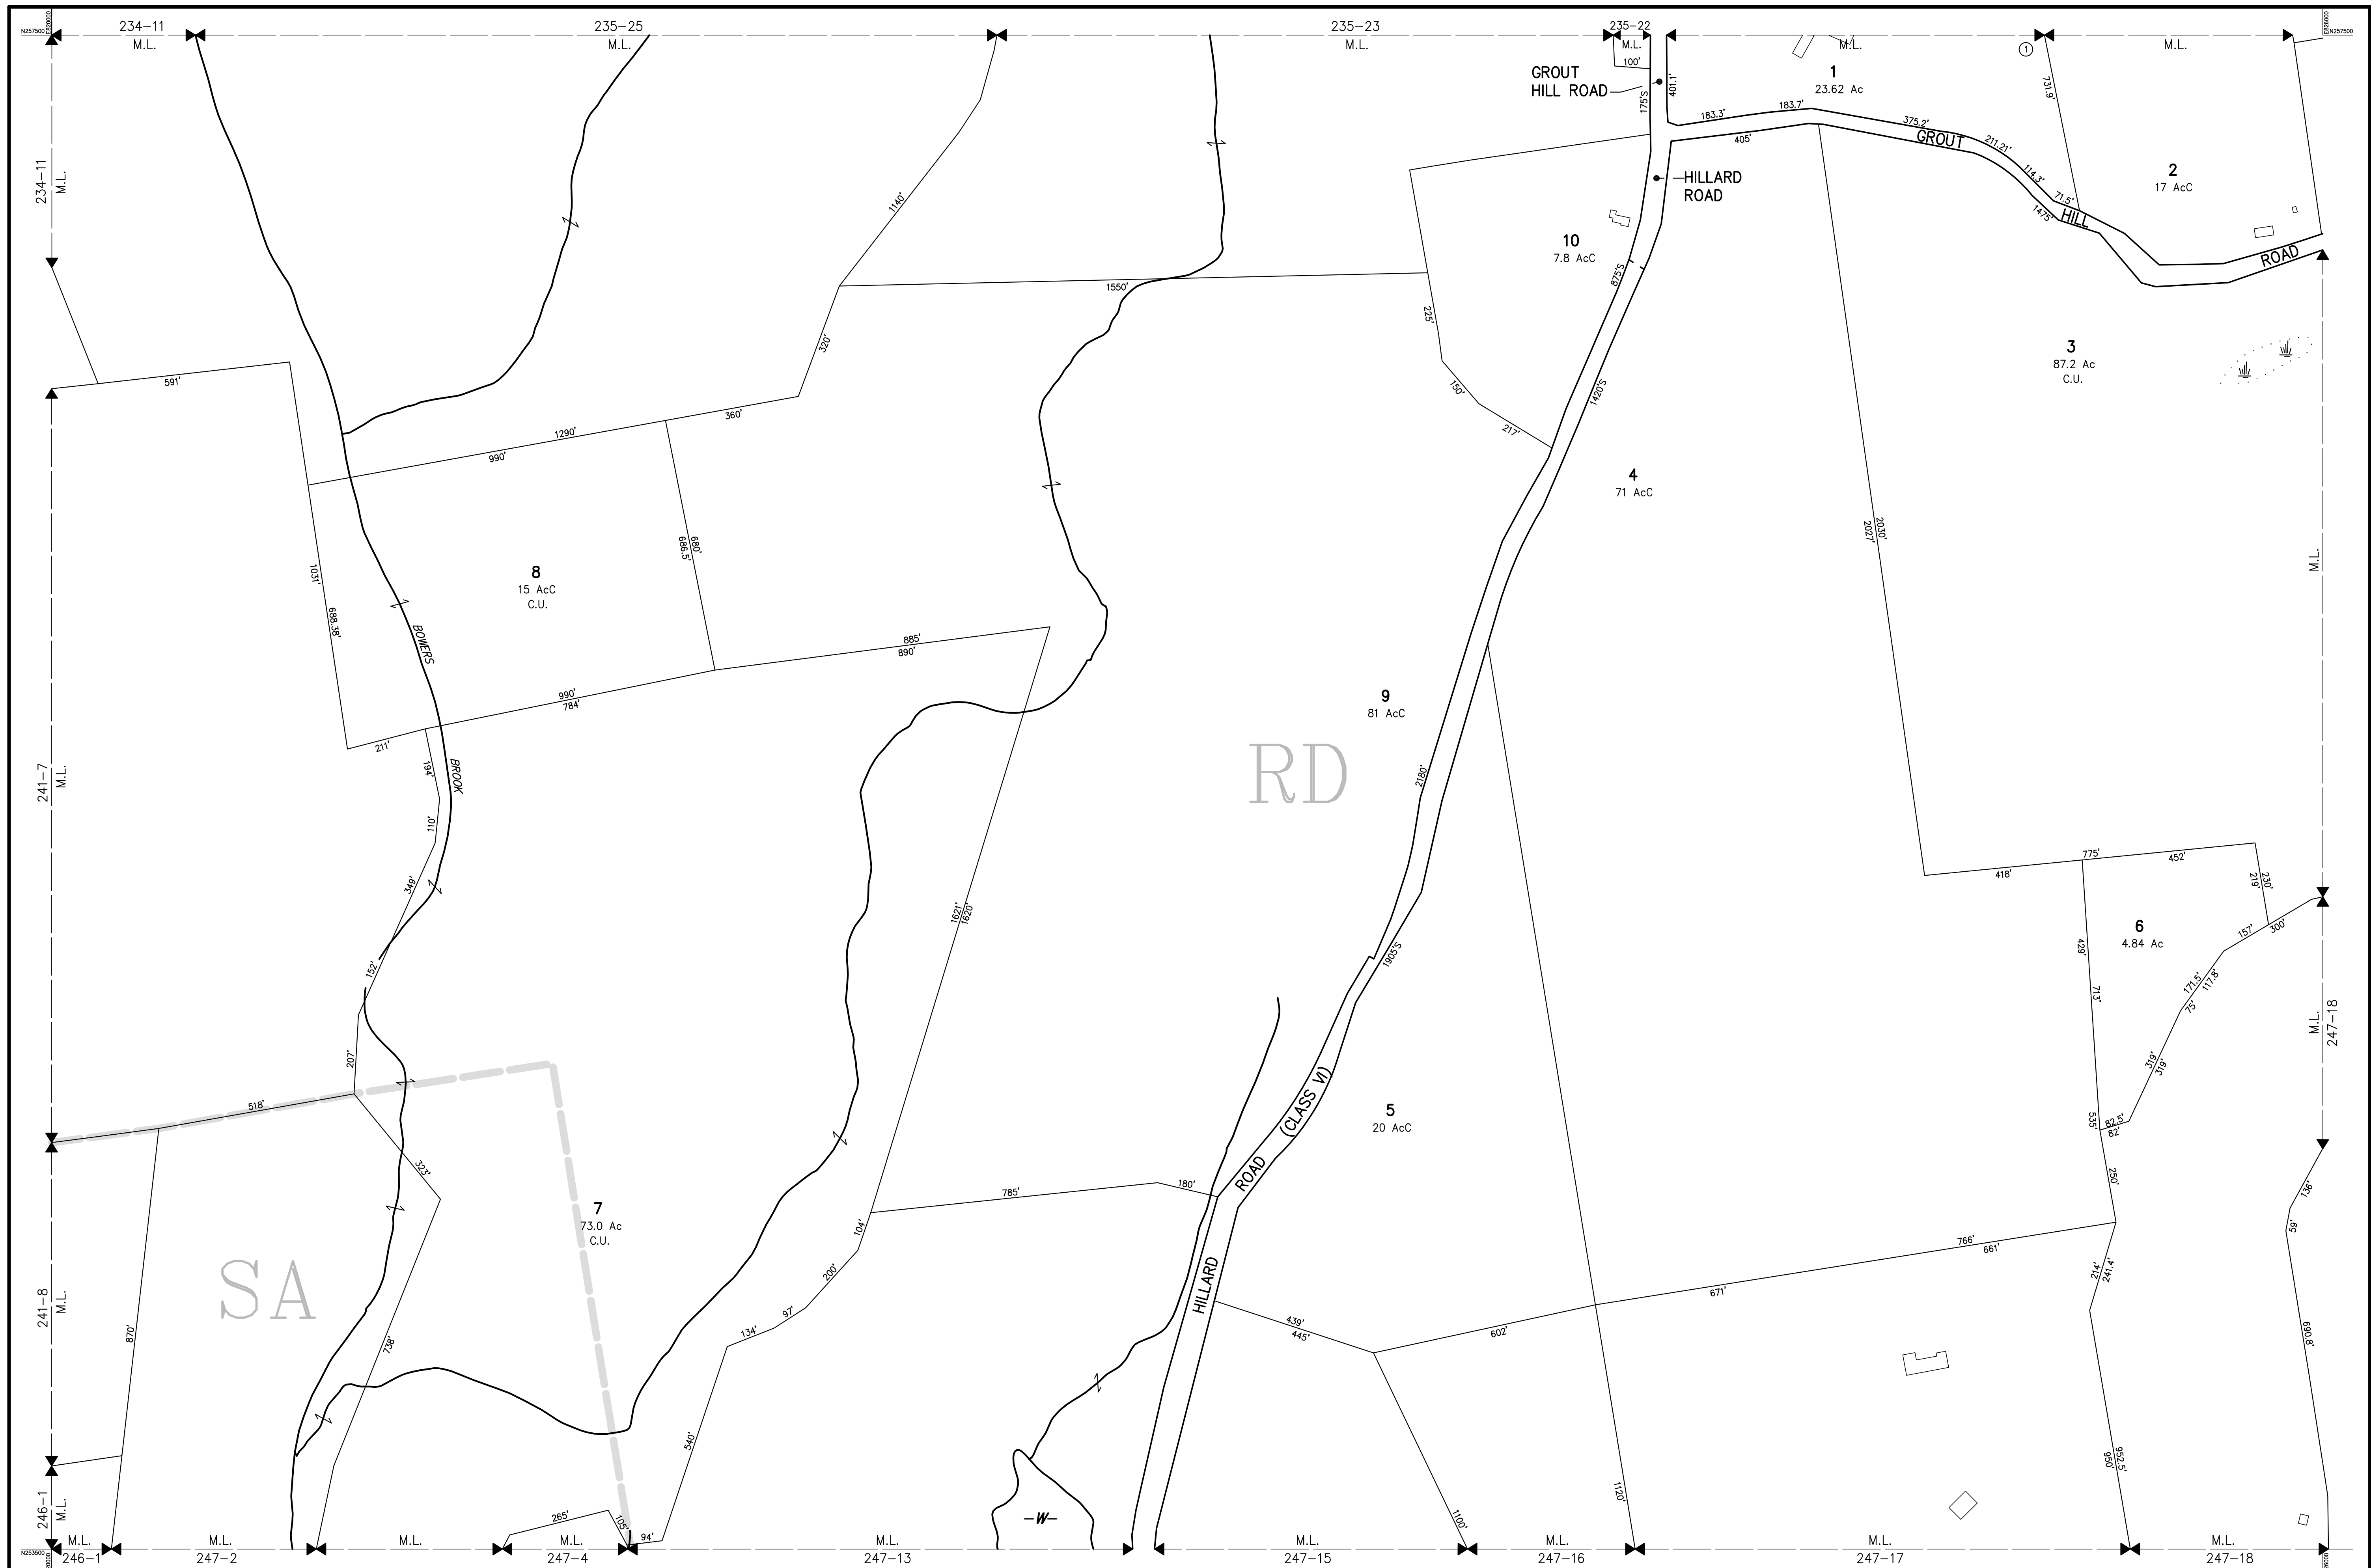 N257500
E820000
234-11
235-25
235-23
235-22
N257500
M.L.
M.L.
M.L.
M.L.
M.L.
M.L.
1
GROUT
HILL ROAD
100'
175'S
401.1'
1
23.62 Ac
731.9'
183.3'
183.7'
375.2'
211.21'
114.3'
71.5'
405'
GROUT
HILL
ROAD
1475'
2
17 AcC
234-11
M.L.
HILLARD
ROAD
1140'
10
7.8 AcC
875'S
1550'
225'
320'
150'
217'
1420'S
3
87.2 Ac
C.U.
591'
360'
1290'
990'
4
71 AcC
2030'
2027'
M.L.
680'
686.5'
1031'
8
15 AcC
C.U.
688.38'
BOWERS
885'
890'
990'
784'
9
81 AcC
211'
194'
BROOK
RD
241-7
M.L.
110'
2180'
349'
775'
452'
418'
219'
230'
1621'
1620'
6
4.84 Ac
429'
157'
300'
1905'S
152'
713'
171.5'
117.8'
75'
M.L.
247-18
207'
319'
319'
518'
(CLASS VI)
5
20 AcC
535'
82.5'
82'
323'
ROAD
250'
785'
180'
136'
7
73.0 Ac
C.U.
104'
59'
766'
661'
200'
HILLARD
SA
214'
241.4'
241-8
M.L.
671'
97'
134'
439'
445'
602'
870'
738'
690.8'
540'
952.5'
950'
246-1
M.L.
1120'
265'
105'
94'
-W-
1100'
N253500
M.L.
M.L.
M.L.
M.L.
M.L.
M.L.
M.L.
M.L.
M.L.
246-1
247-2
247-4
247-13
247-15
247-16
247-17
247-18